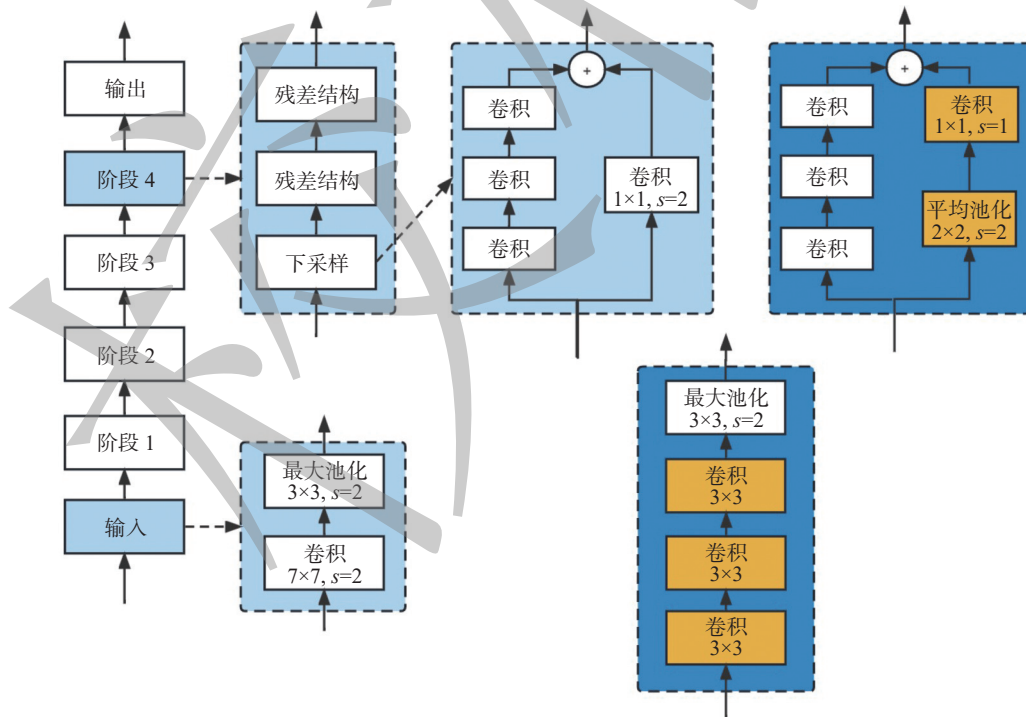 输出
阶段 4
阶段 3
阶段 2
阶段 1
输入
残差结构
残差结构
下采样
最大池化
3×3, s=2
卷积
7×7, s=2
+
卷积
卷积
卷积
卷积
1×1, s=2
+
卷积
卷积
卷积
卷积
1×1, s=1
平均池化
2×2, s=2
最大池化
3×3, s=2
卷积
3×3
卷积
3×3
卷积
3×3